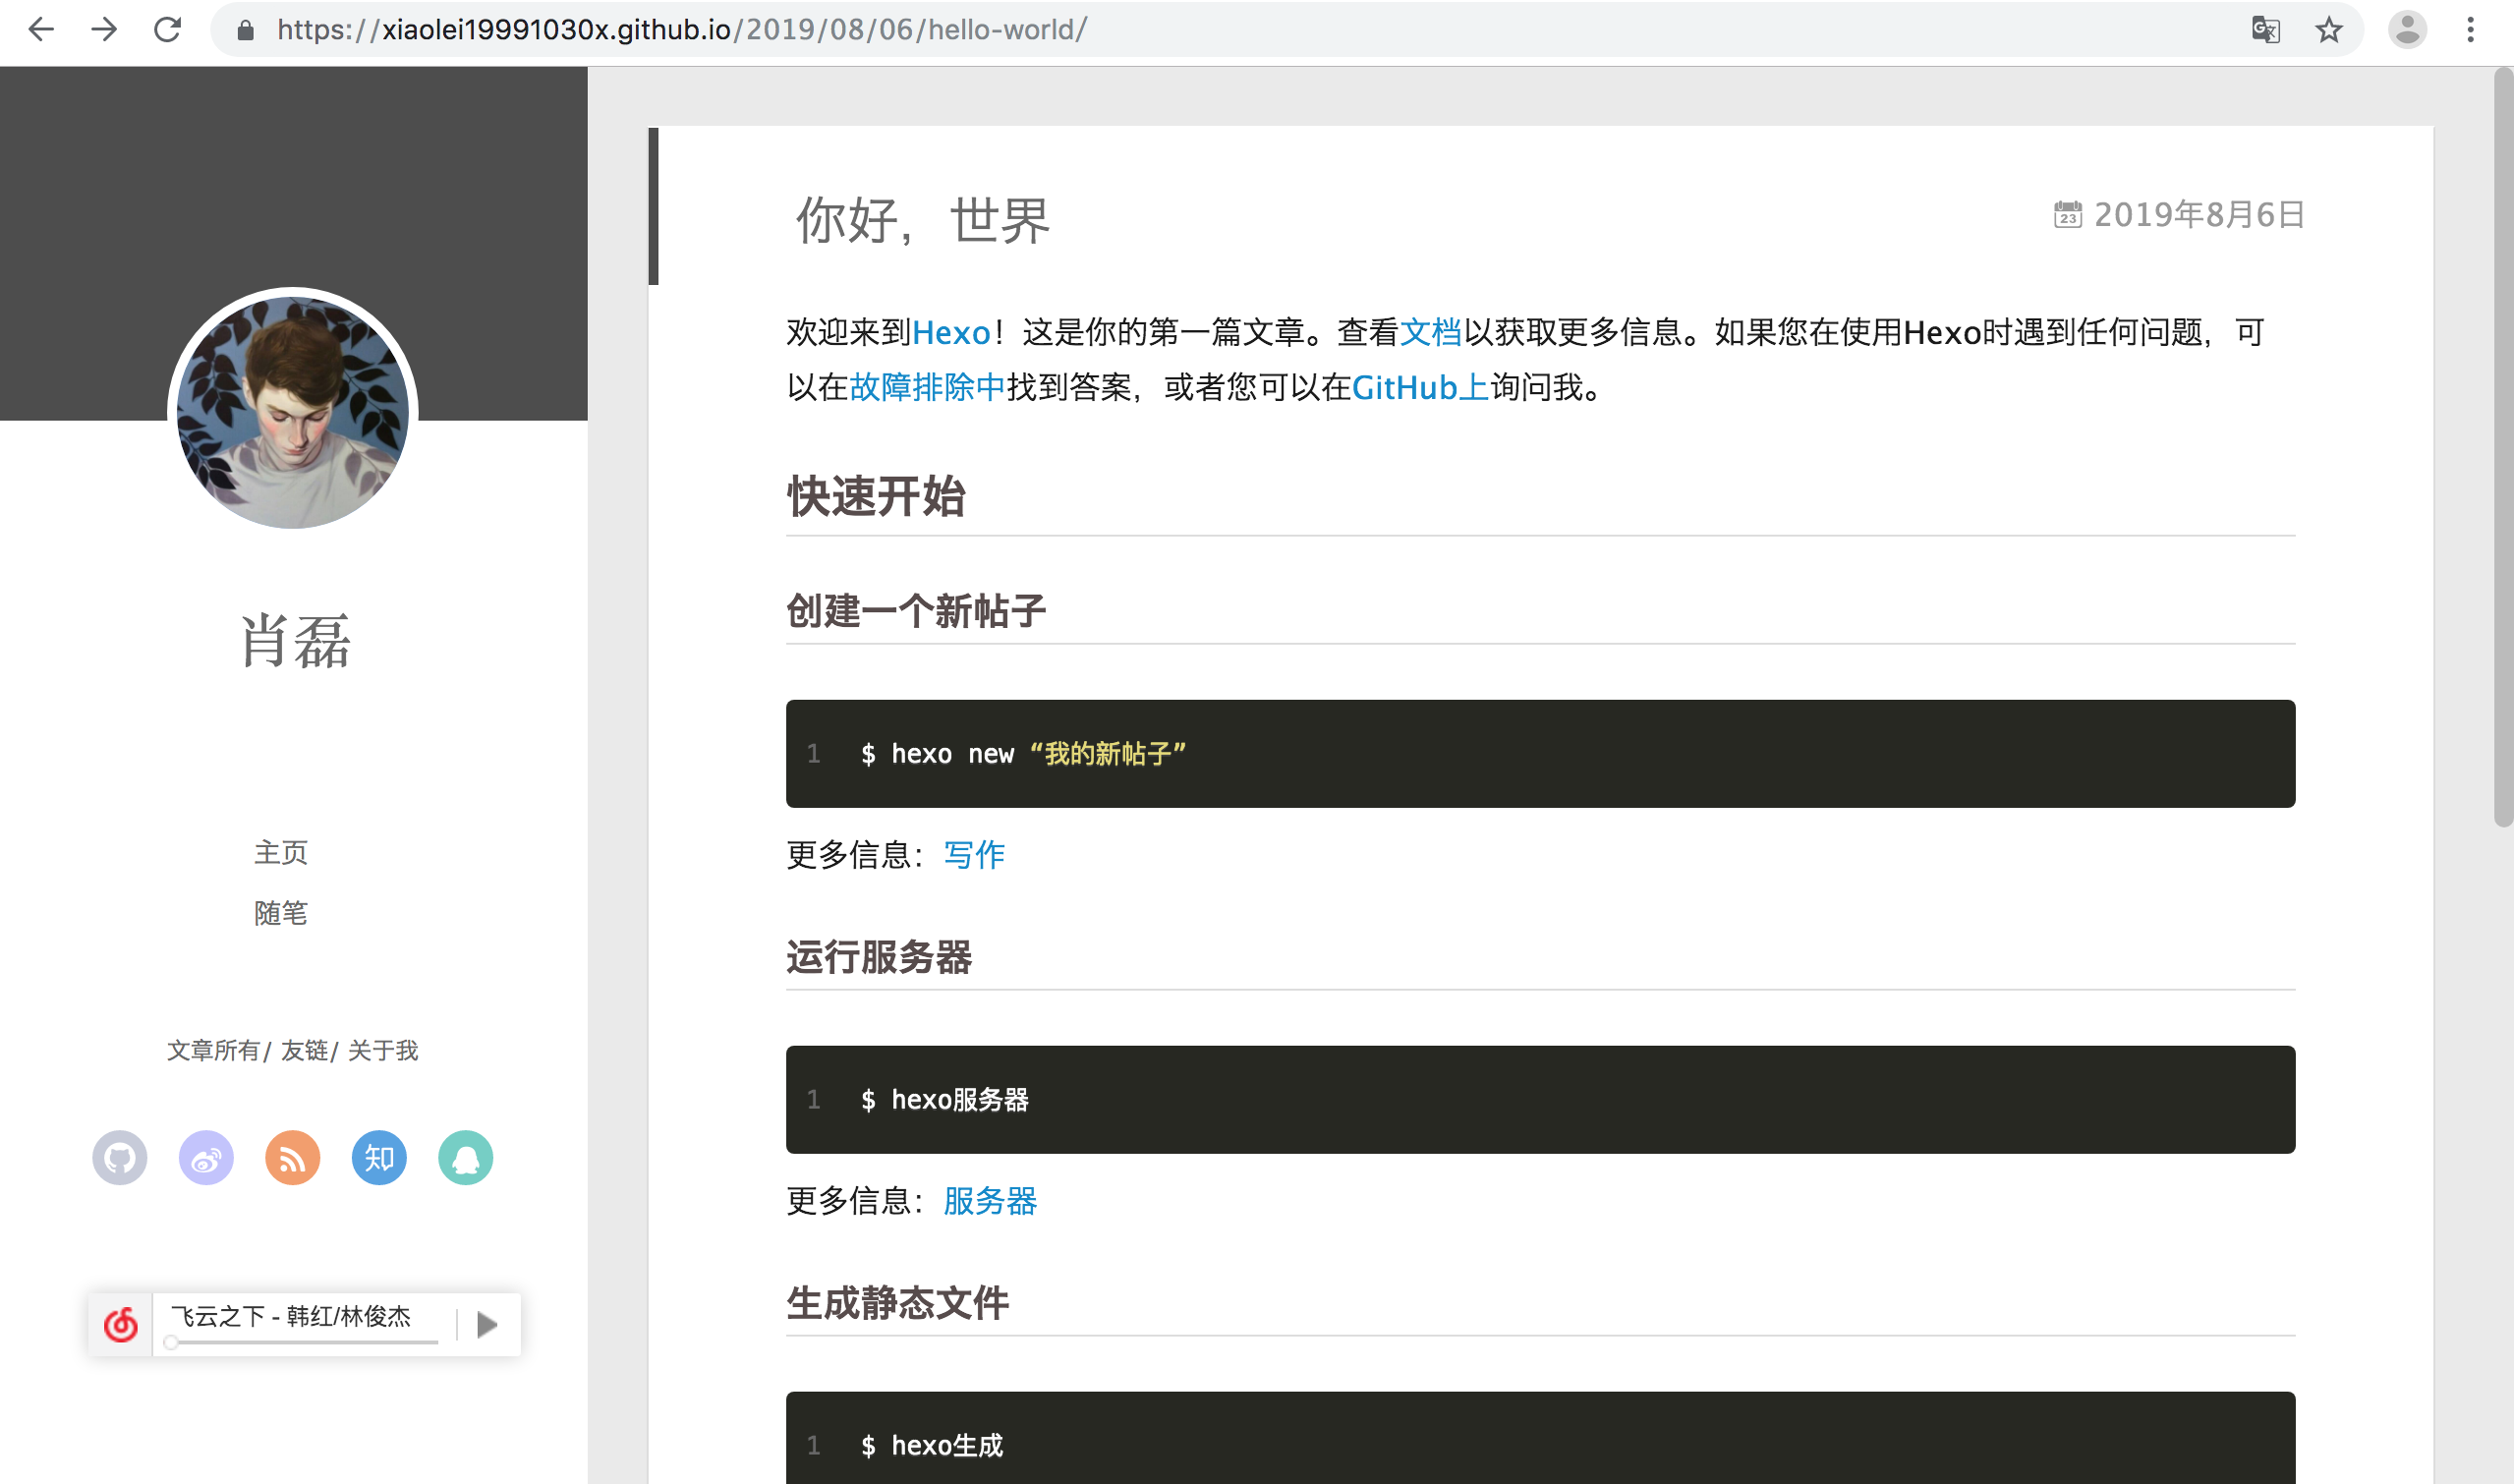 https://xiaolei19991030x.github.io/2019/08/06/hello-world/
肖磊
主页
随笔
文章所有/ 友链/ 关于我
知
飞云之下 - 韩红/林俊杰
你好，世界
23 2019年8月6日
欢迎来到Hexo！这是你的第一篇文章。查看文档以获取更多信息。如果您在使用Hexo时遇到任何问题，可
以在故障排除中找到答案，或者您可以在GitHub上询问我。
快速开始
创建一个新帖子
1 $ hexo new “我的新帖子”
更多信息：写作
运行服务器
1 $ hexo服务器
更多信息：服务器
生成静态文件
1 $ hexo生成